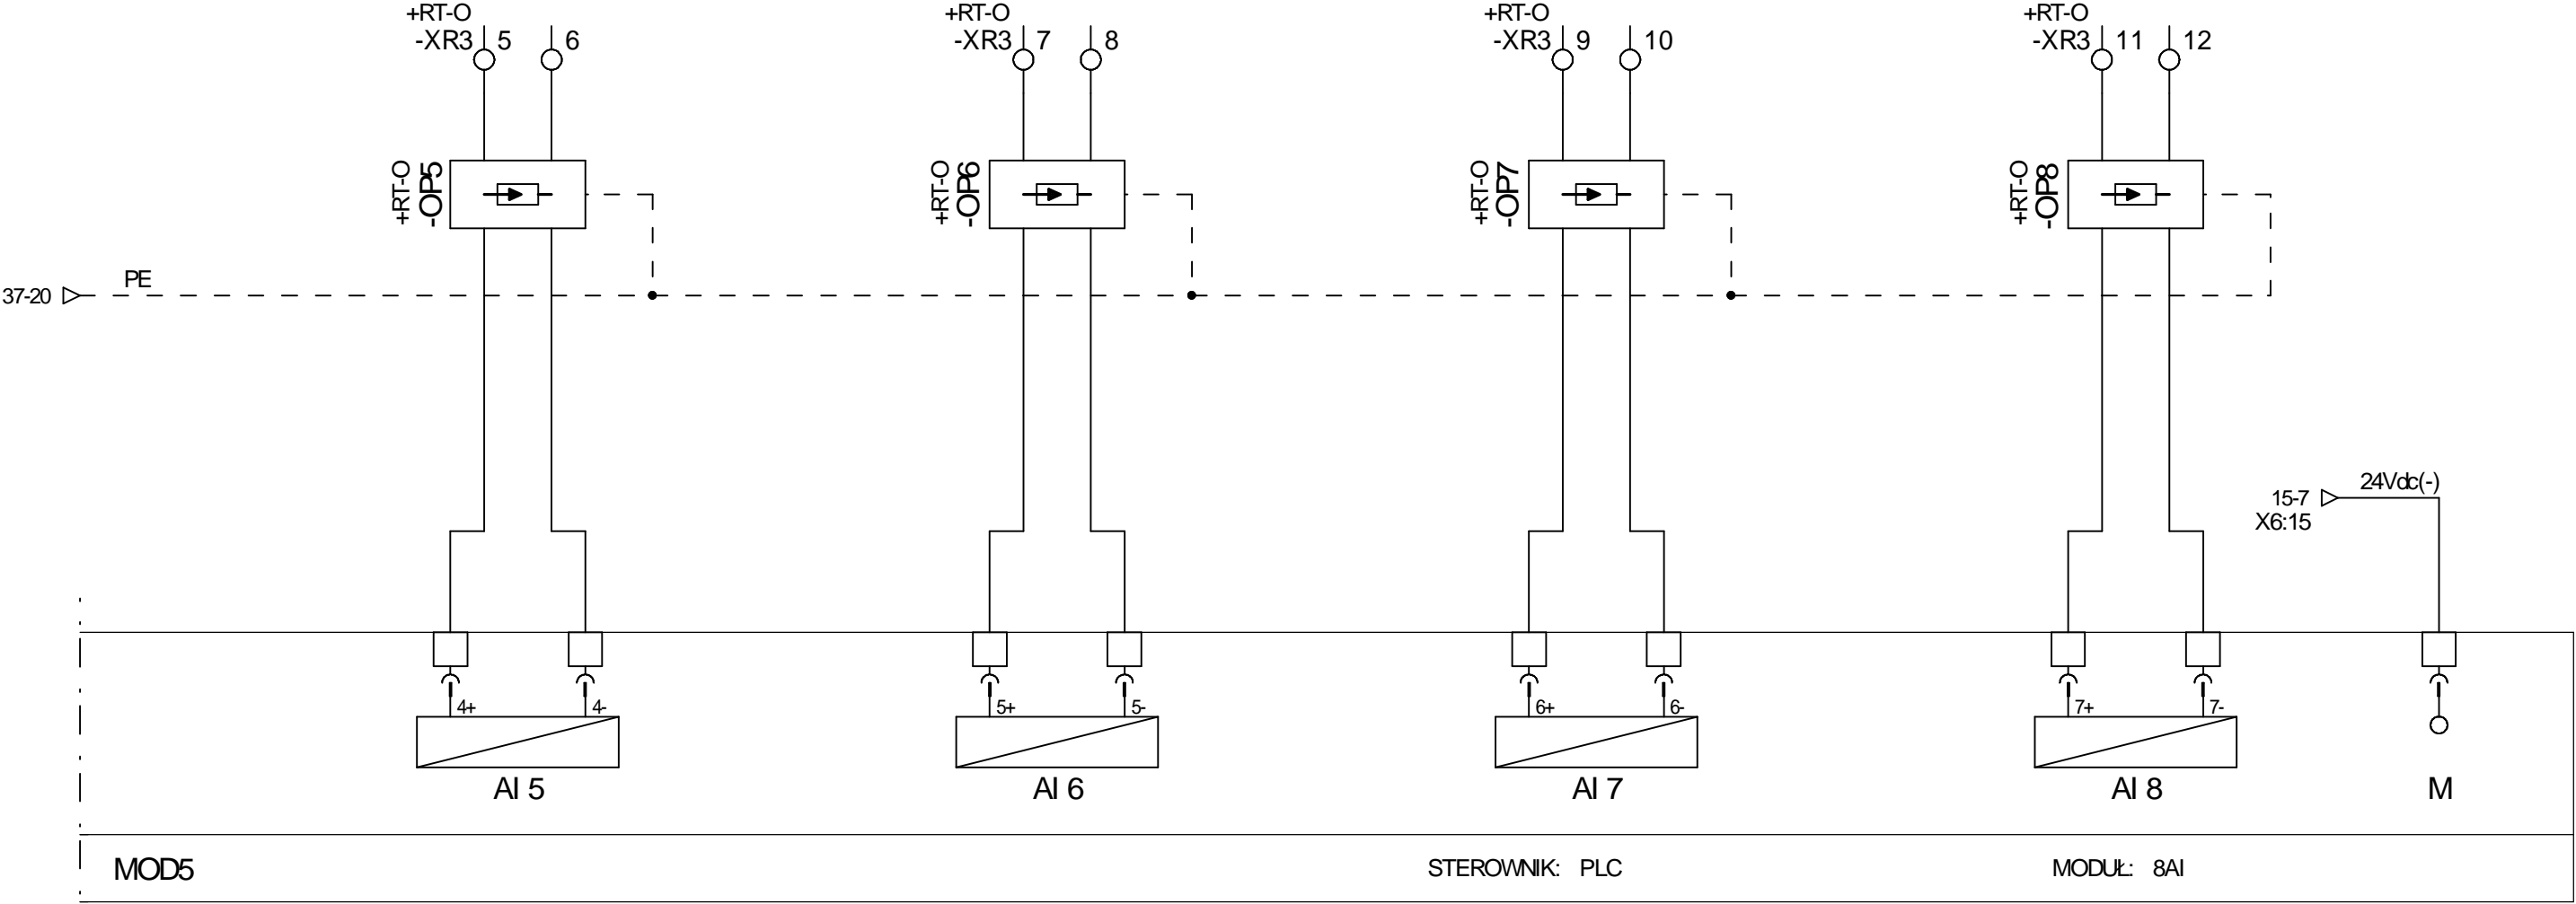 +RT-O
-XR3 5 6
+RT-O
-XR3 7 8
+RT-O
-XR3 9 10
+RT-O
-XR3 11 12
+RT-O
-OP5
+RT-O
-OP6
+RT-O
-OP7
+RT-O
-OP8
PE
37-20
24Vdc(-)
15-7
X6:15
4+ 4- 5+ 5- 6+ 6- 7+ 7-
AI 5 AI 6 AI 7 AI 8 M
MOD5 STEROWNIK: PLC MODUŁ: 8AI